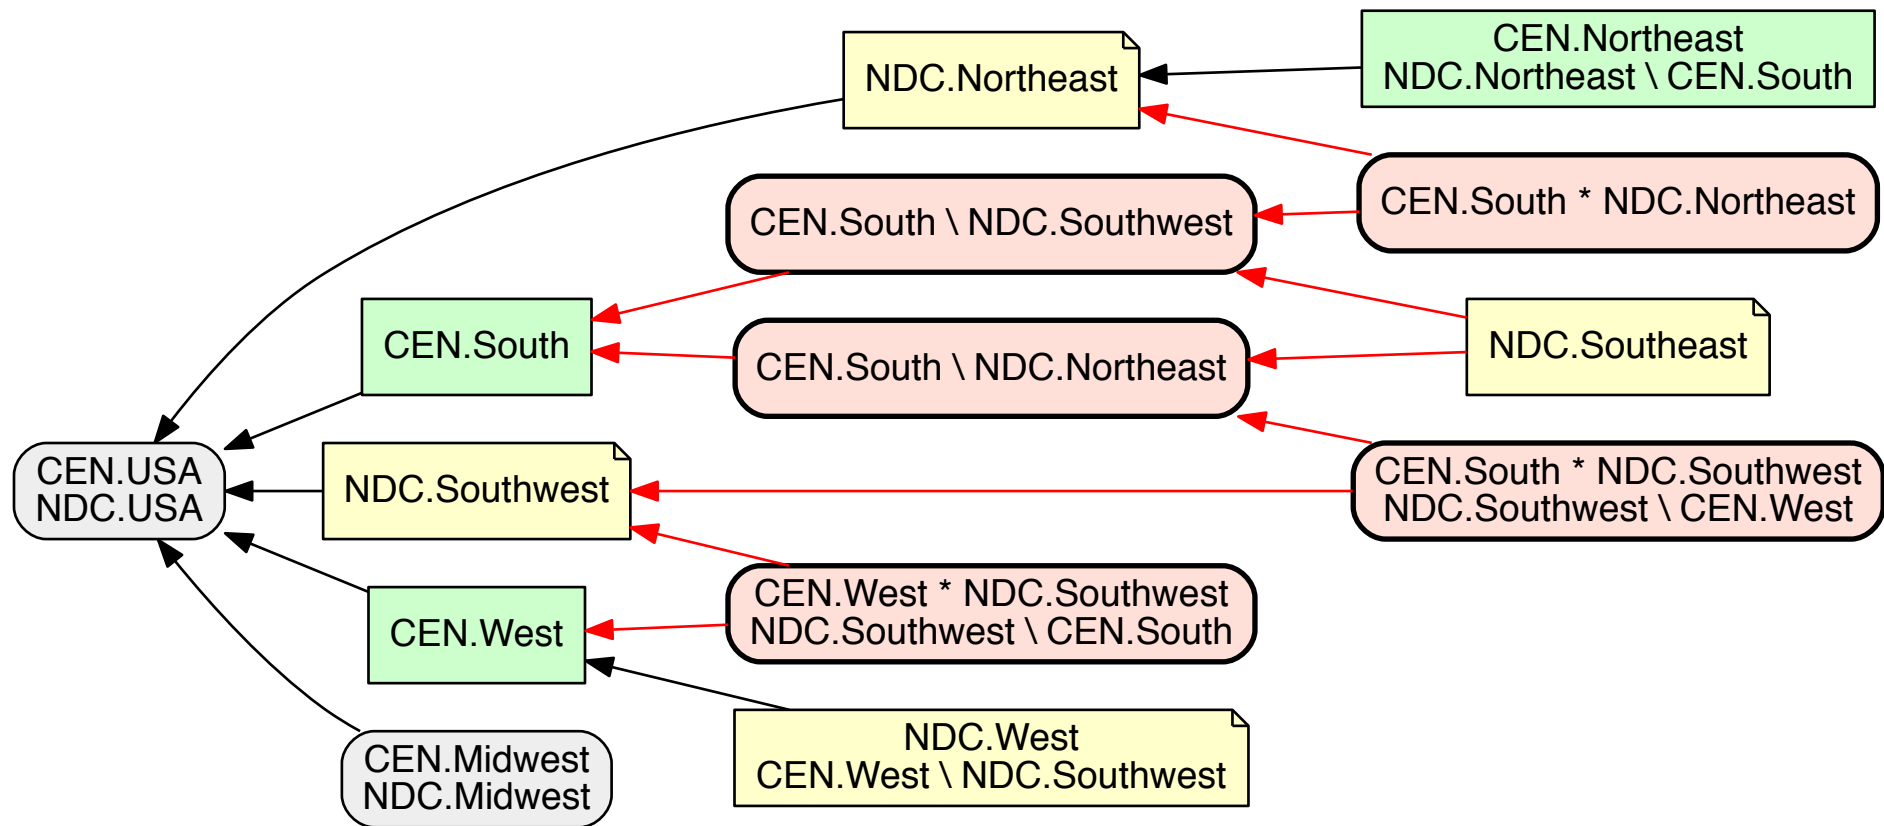 CEN.Northeast
NDC.Northeast \ CEN.South
NDC.Northeast
CEN.South * NDC.Northeast
CEN.South \ NDC.Southwest
CEN.South
NDC.Southeast
CEN.South \ NDC.Northeast
CEN.USA
NDC.USA
NDC.Southwest
CEN.South * NDC.Southwest
NDC.Southwest \ CEN.West
CEN.West * NDC.Southwest
NDC.Southwest \ CEN.South
CEN.West
NDC.West
CEN.West \ NDC.Southwest
CEN.Midwest
NDC.Midwest